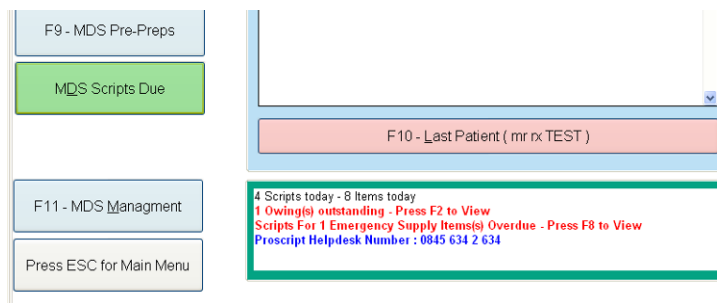 F9 - MDS Pre-Preps
MDS Scripts Due
F10 - Last Patient ( mr rx TEST )
F11 - MDS Managment
Press ESC for Main Menu
4 Scripts today - 8 Items today
1 Owing(s) outstanding - Press F2 to View
Scripts For 1 Emergency Supply Items(s) Overdue - Press F8 to View
Proscript Helpdesk Number : 0845 634 2 634